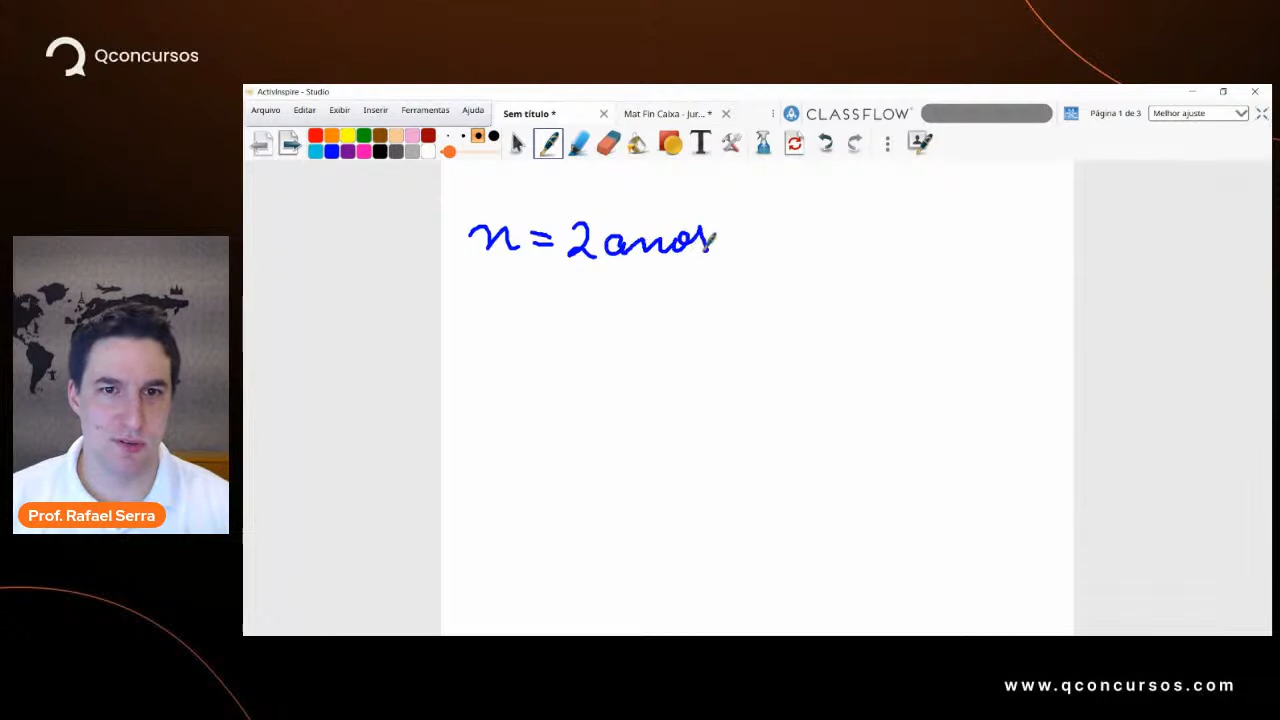 Qconcursos
ActivInspire - Studio
Arquivo Editar Exibir Inserir Ferramentas Ajuda
Sem título *
Mat Fin Caixa - Jur... *
CLASSFLOW
Página 1 de 3
Melhor ajuste
T
n = 2 anos
Prof. Rafael Serra
www.qconcursos.com